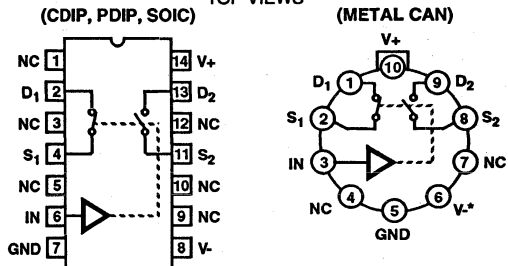 TOP VIEWS
(CDIP, PDIP, SOIC)
NC 1
14 V+
D1 2
13 D2
NC 3
12 NC
S1 4
11 S2
NC 5
10 NC
IN 6
9 NC
GND 7
8 V-
(METAL CAN)
V+
10
D1 1
9 D2
S1 2
8 S2
IN 3
7 NC
NC 4
6 V-*
5
GND